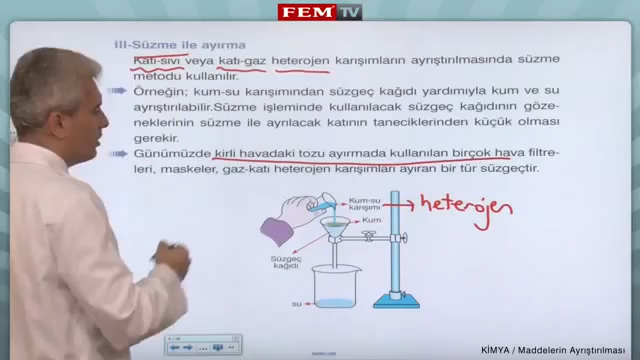 FEM TV
III-Süzme ile ayırma
Katı-sıvı veya katı-gaz heterojen karışımların ayrıştırılmasında süzme
metodu kullanılır.
Örneğin; kum-su karışımından süzgeç kağıdı yardımıyla kum ve su
ayrıştırılabilir.Süzme işleminde kullanılacak süzgeç kağıdının göze-
neklerinin süzme ile ayrılacak katının taneciklerinden küçük olması
gerekir.
Günümüzde kirli havadaki tozu ayırmada kullanılan birçok hava filtre-
leri, maskeler, gaz-katı heterojen karışımları ayıran bir tür süzgeçtir.
Kum-su
karışımı
heterojen
Kum
Süzgeç
kağıdı
su
KİMYA / Maddelerin Ayrıştırılması